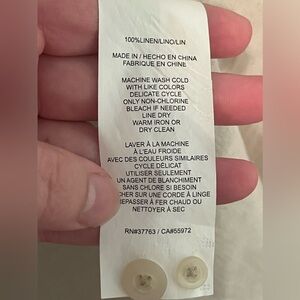 100%LINEN/LINO/LIN
MADE IN / HECHO EN CHINA
FABRIQUE EN CHINE
MACHINE WASH COLD
WITH LIKE COLORS
DELICATE CYCLE
ONLY NON-CHLORINE
BLEACH IF NEEDED
LINE DRY
WARM IRON OR
DRY CLEAN
LAVER À LA MACHINE
À L'EAU FROIDE
AVEC DES COULEURS SIMILAIRES
CYCLE DÉLICAT
UTILISER SEULEMENT
UN AGENT DE BLANCHIMENT
SANS CHLORE SI BESOIN
CHER SUR UNE CORDE À LINGE
REPASSER À FER CHAUD OU
NETTOYER À SEC
RN#37763 / CA#55972